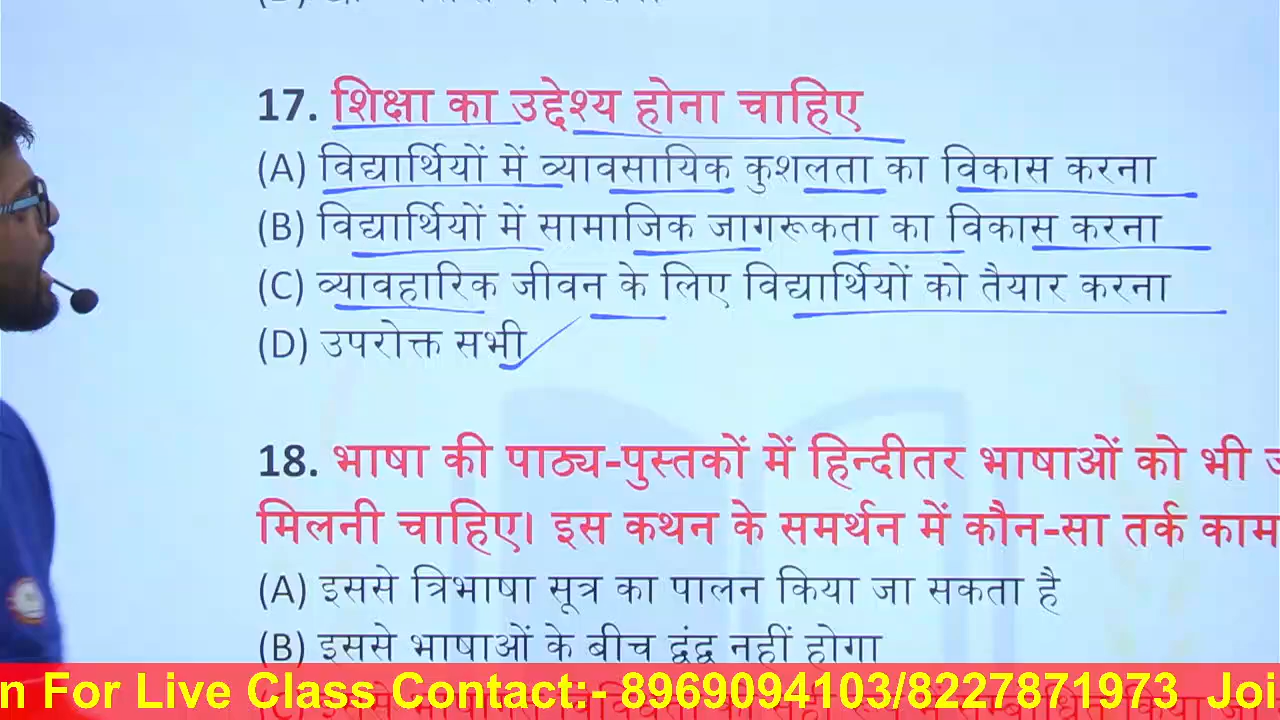 17. शिक्षा का उद्देश्य होना चाहिए
(A) विद्यार्थियों में व्यावसायिक कुशलता का विकास करना
(B) विद्यार्थियों में सामाजिक जागरूकता का विकास करना
(C) व्यावहारिक जीवन के लिए विद्यार्थियों को तैयार करना
(D) उपरोक्त सभी
18. भाषा की पाठ्य-पुस्तकों में हिन्दीतर भाषाओं को भी
मिलनी चाहिए। इस कथन के समर्थन में कौन-सा तर्क काम
(A) इससे त्रिभाषा सूत्र का पालन किया जा सकता है
(B) इससे भाषाओं के बीच द्वंद्व नहीं होगा
n For Live Class Contact:- 8969094103/8227871973 Joi